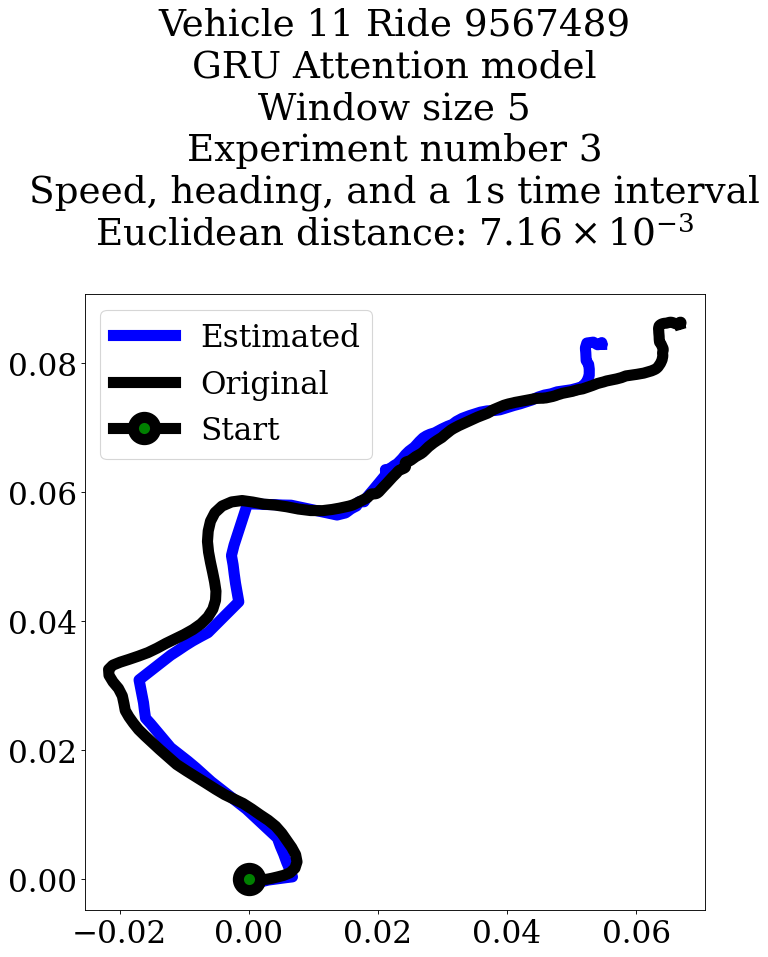 Vehicle 11 Ride 9567489
GRU Attention model
Window size 5
Experiment number 3
Speed, heading, and a 1s time interval
Euclidean distance: 7.16 × 10⁻³
Estimated
Original
Start
0.08
0.06
0.04
0.02
0.00
−0.02 0.00 0.02 0.04 0.06